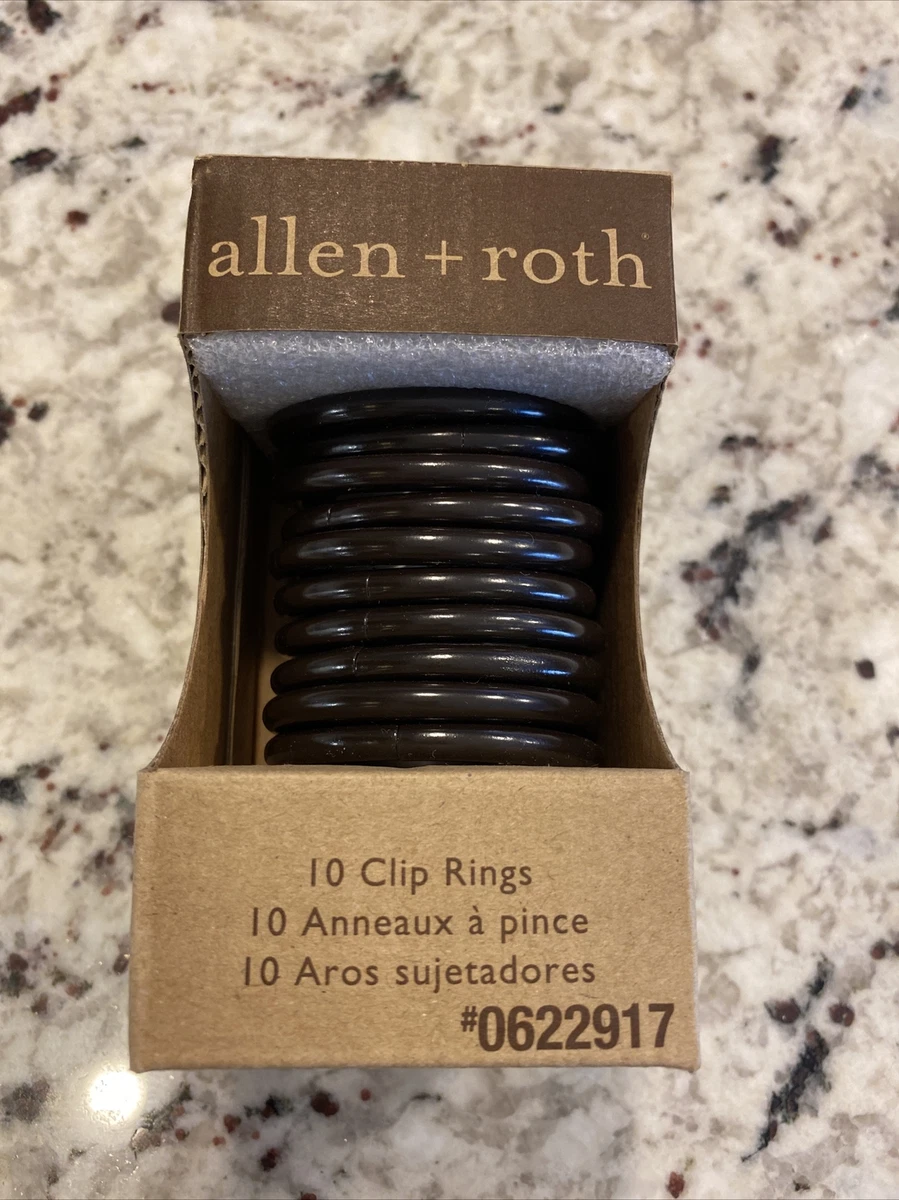 allen + roth®
10 Clip Rings
10 Anneaux à pince
10 Aros sujetadores
#0622917